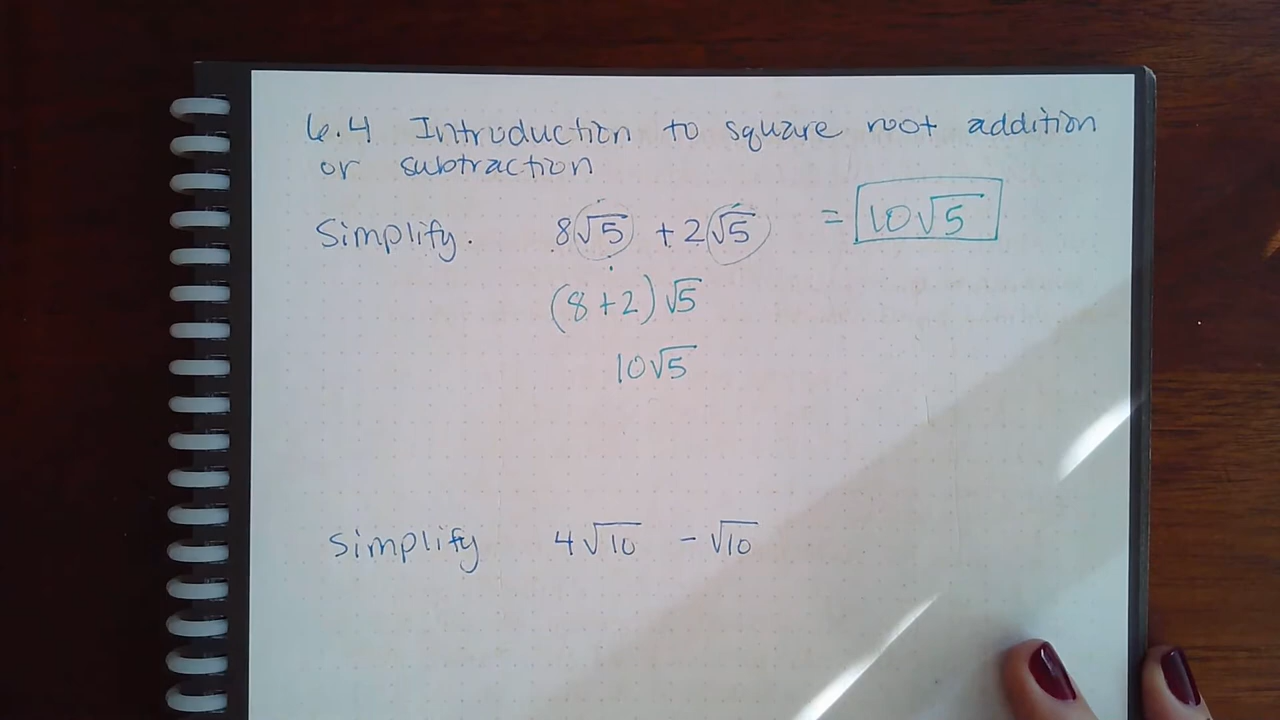 6.4 Introduction to square root addition
or subtraction
Simplify. 8√5 + 2√5 = 10√5
(8+2)√5
10√5
Simplify 4√10 - √10